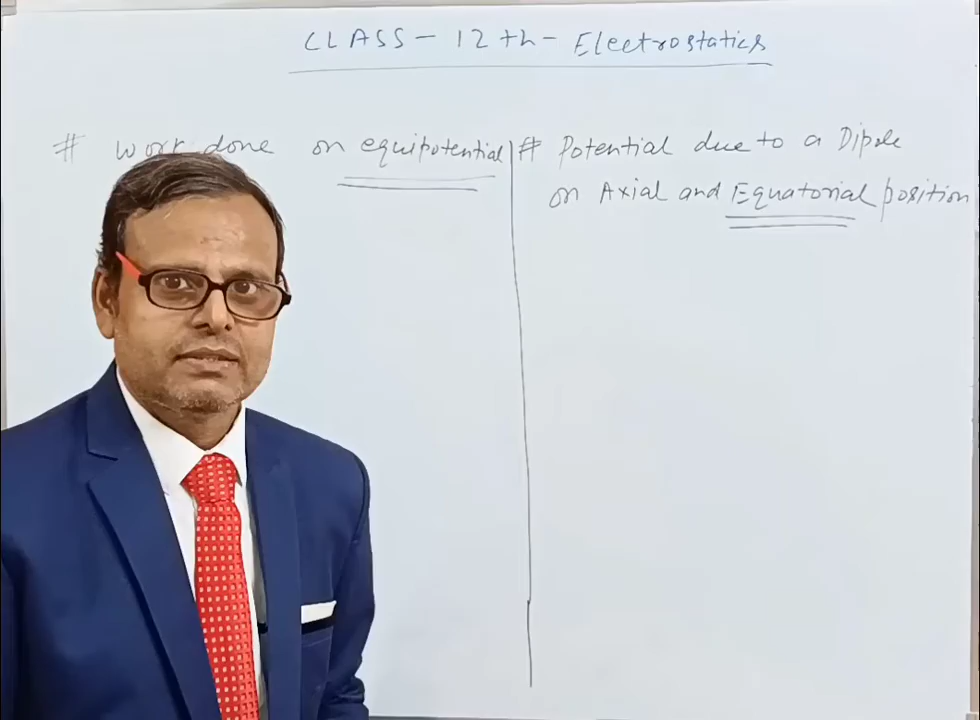 CLASS - 12th - Electrostatics
# Work done on equipotential
# Potential due to a Dipole
on Axial and Equatorial position